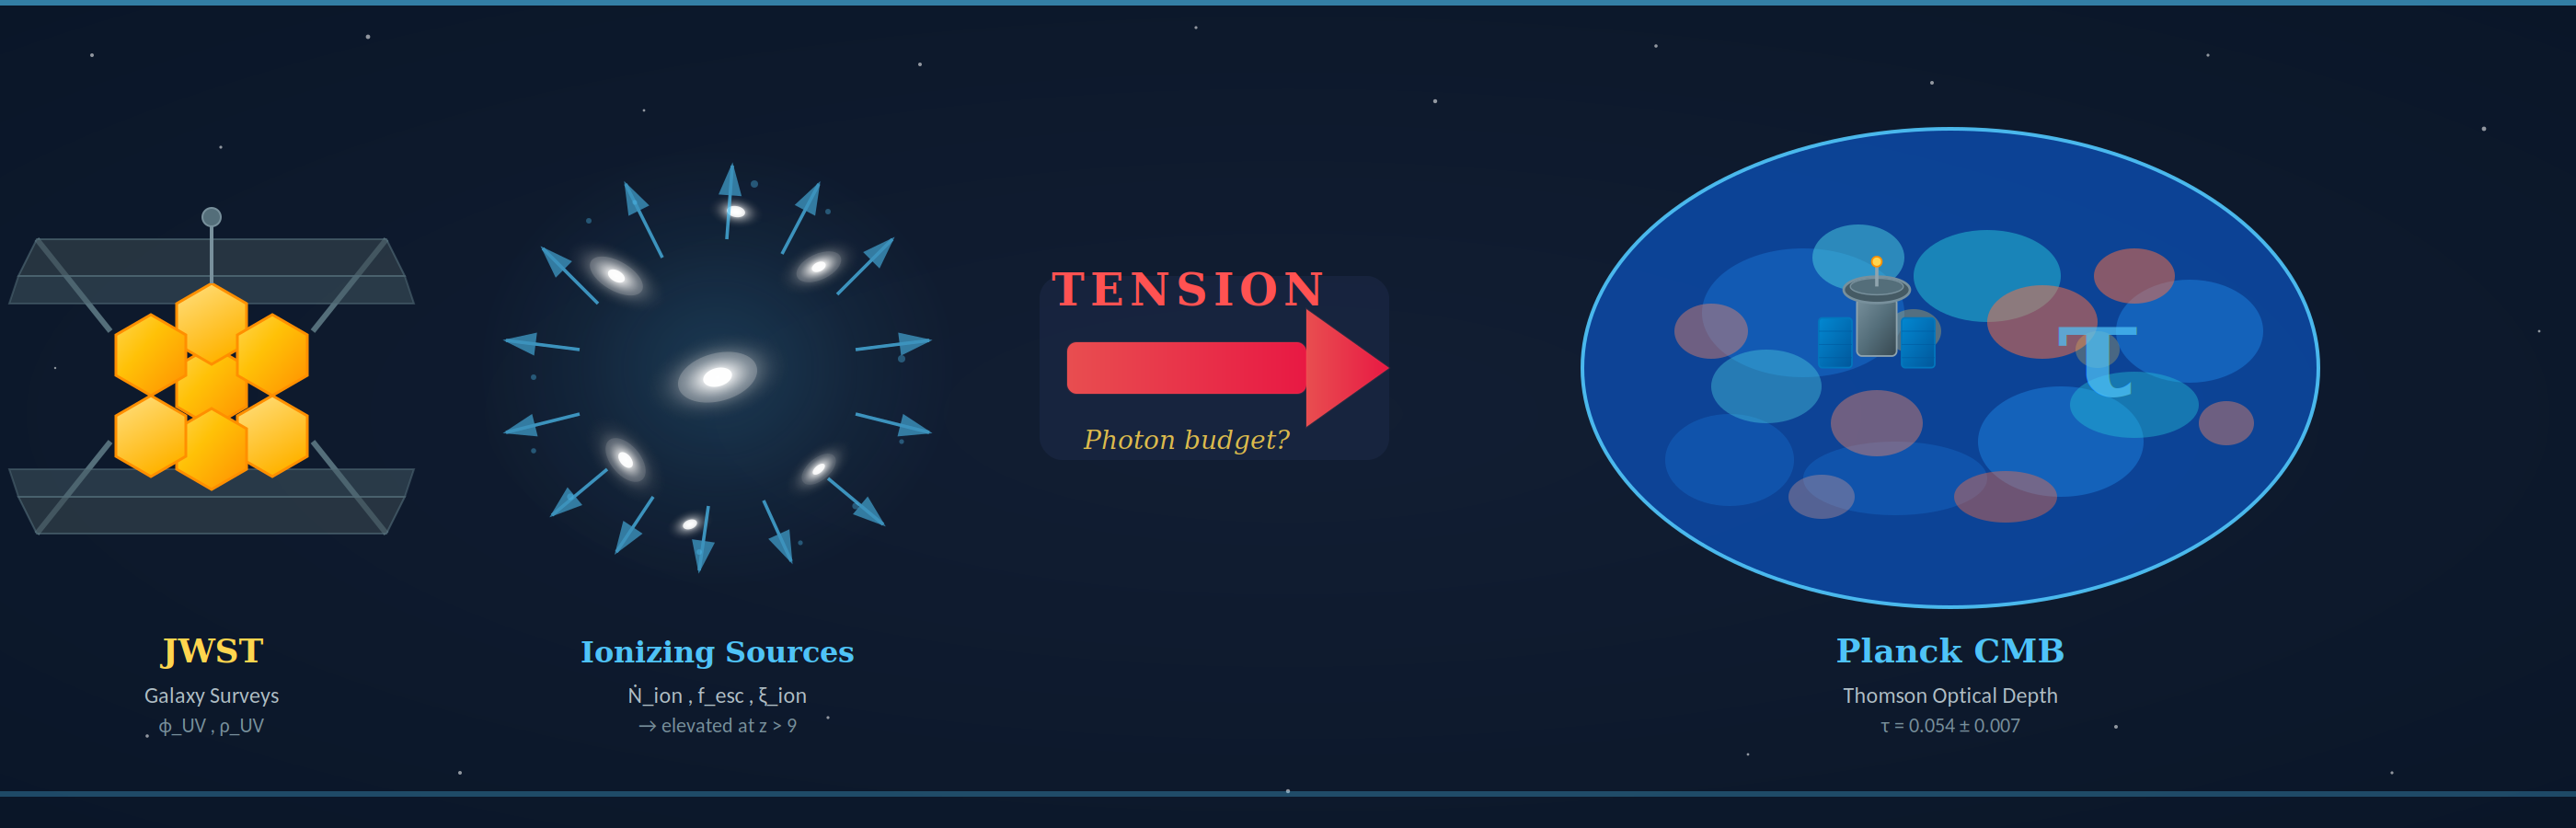 TENSION
Photon budget?
τ
JWST
Galaxy Surveys
ϕ_UV , ρ_UV
Ionizing Sources
Ṅ_ion , f_esc , ξ_ion
→ elevated at z > 9
Planck CMB
Thomson Optical Depth
τ = 0.054 ± 0.007